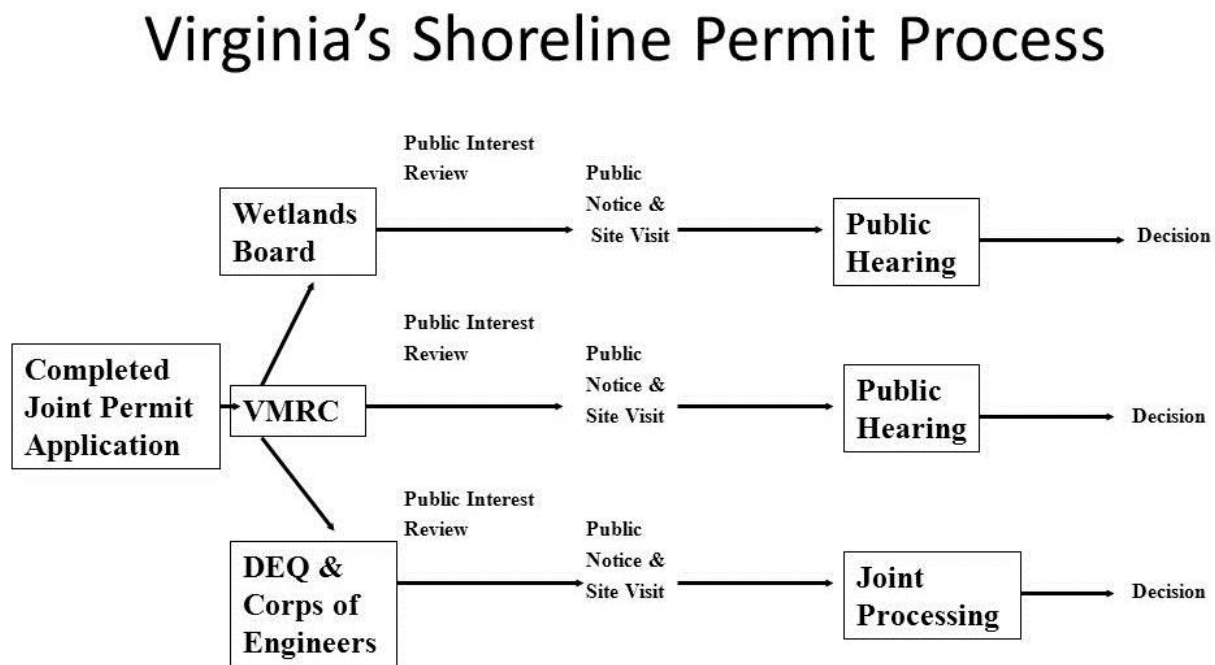 Virginia's Shoreline Permit Process
Public Interest
Review
Wetlands
Board
Public
Notice &
Site Visit
Public
Hearing
Decision
Completed
Joint Permit
Application
VMRC
Public Interest
Review
Public
Notice &
Site Visit
Public
Hearing
Decision
DEQ &
Corps of
Engineers
Public Interest
Review
Public
Notice &
Site Visit
Joint
Processing
Decision